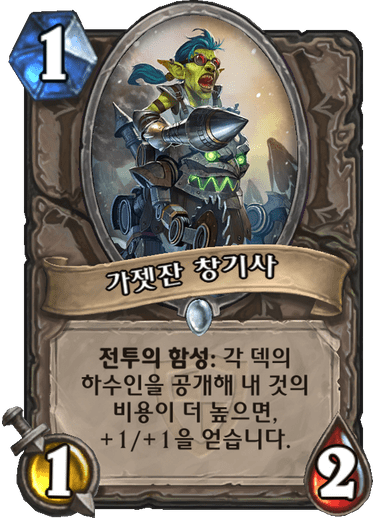 1
가젯잔 창기사
전투의 함성: 각 덱의
하수인을 공개해 내 것의
비용이 더 높으면,
+1/+1을 얻습니다.
1
2